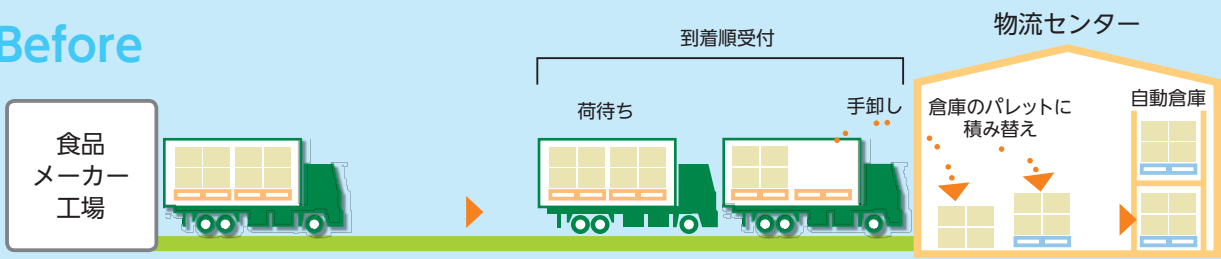 Before
食品
メーカー
工場
到着順受付
荷待ち
手卸し
物流センター
倉庫のパレットに
積み替え
自動倉庫